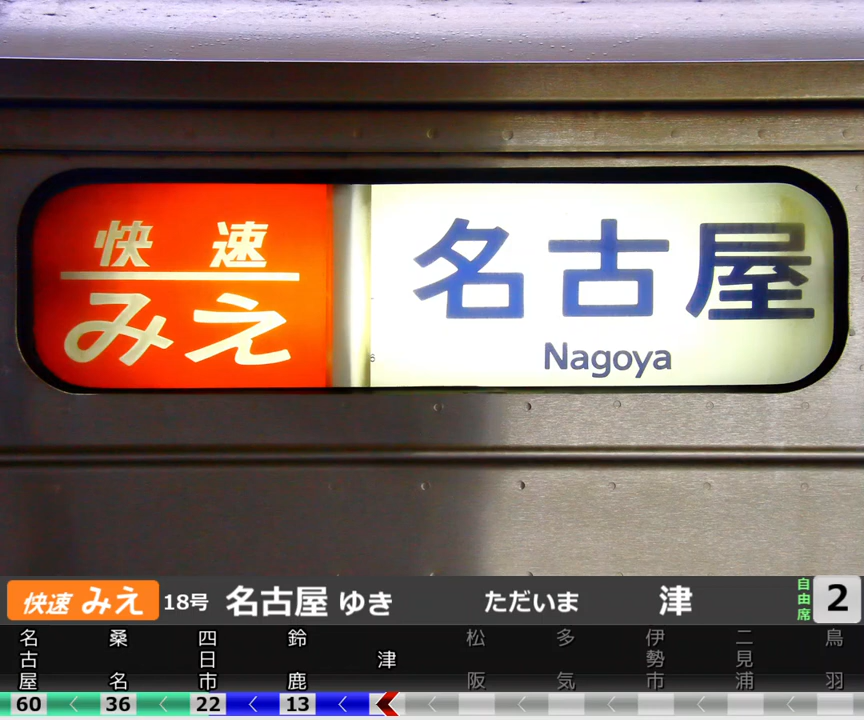 快速
みえ
名古屋
Nagoya
6
快速 みえ 18号 名古屋 ゆき ただいま 津 自由席 2
名古屋 桑名 四日市 鈴鹿 津 松阪 多気 伊勢市 二見浦 鳥羽
60 36 22 13